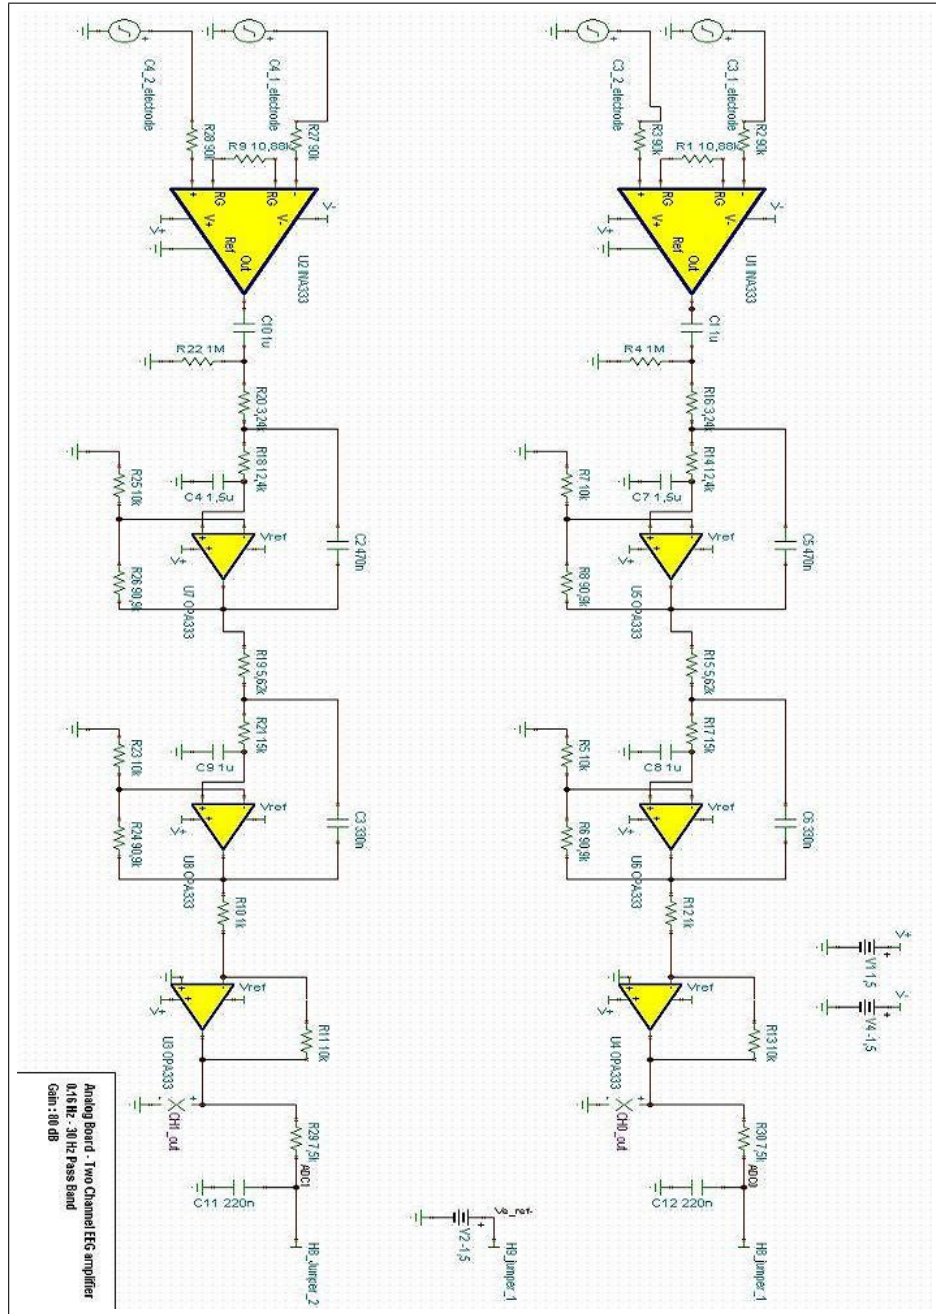 C4_2_electrode
C4_1_electrode
R28 90k
R27 90k
R9 10,88k
RG
RG
+
-
V+
V-
Ref
Out
V+
V-
U2 INA333
C10 1u
R22 1M
R20 3,24k
R18 12,4k
C4 1,5u
R25 10k
R26 90,9k
C2 470n
Vref
V+
U7 OPA333
R19 5,62k
R21 15k
C9 1u
R23 10k
R24 90,9k
C3 330n
Vref
V+
U8 OPA333
R10 1k
Vref
V+
R11 10k
U3 OPA333
CH1_out
R29 7,5k
ADC1
C11 220n
H8_Jumper_2
C3_2_electrode
C3_1_electrode
R3 90k
R2 90k
R1 10,88k
RG
RG
+
-
V+
V-
Ref
Out
V+
V-
U1 INA333
C1 1u
R4 1M
R16 3,24k
R14 12,4k
C7 1,5u
R7 10k
R8 90,9k
C5 470n
Vref
V+
U5 OPA333
R15 5,62k
R17 15k
C8 1u
R5 10k
R6 90,9k
C6 330n
Vref
V+
U6 OPA333
R12 1k
Vref
V+
R13 10k
U4 OPA333
CH0_out
R30 7,5k
ADC0
C12 220n
H8_jumper_1
V+
V1 1,5
V-
V4 -1,5
V2 -1,5
H9_jumper_1
Analog Board - Two Channel EEG amplifier
0.16 Hz - 30 Hz Pass Band
Gain : 80 dB